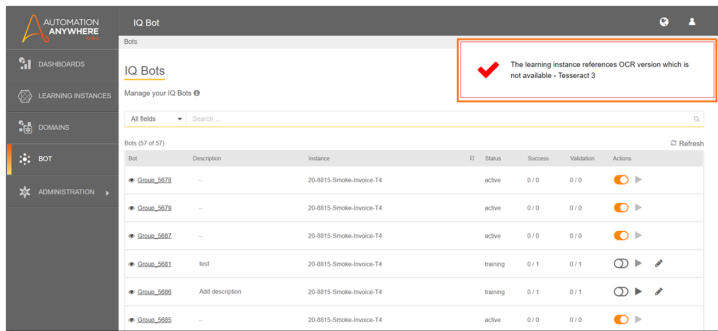 AUTOMATION
ANYWHERE
IQ Bot
Bots
The learning instance references OCR version which is
not available - Tesseract 3
DASHBOARDS
IQ Bots
LEARNING INSTANCES
Manage your IQ Bots
All fields
Search ...
DOMAINS
Bots (57 of 57)
Refresh
BOT
Bot Description Instance Status Success Validation Actions
Group_5678 -- 20-8815-Smoke-Invoice-T4 active 0 / 0 0 / 0
ADMINISTRATION
Group_5679 -- 20-8815-Smoke-Invoice-T4 active 0 / 0 0 / 0
Group_5687 -- 20-8815-Smoke-Invoice-T4 active 0 / 0 0 / 0
Group_5681 test 20-8815-Smoke-Invoice-T4 training 0 / 1 0 / 1
Group_5686 Add description 20-8815-Smoke-Invoice-T4 training 0 / 1 0 / 1
Group_5685 -- 20-8815-Smoke-Invoice-T4 active 0 / 0 0 / 0